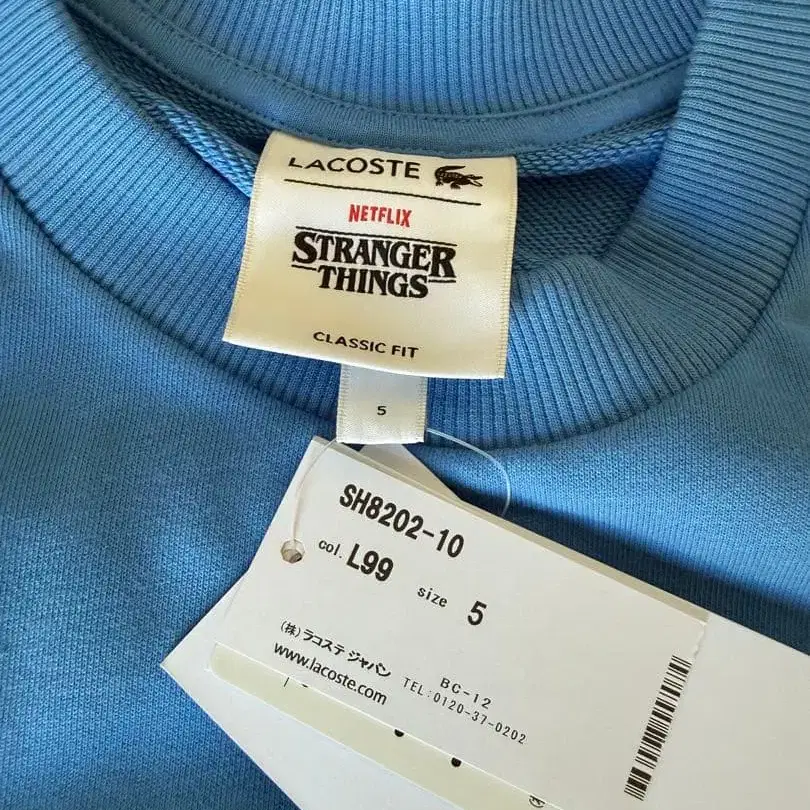 LACOSTE
NETFLIX
STRANGER
THINGS
CLASSIC FIT
5
SH8202-10
col. L99 size 5
(株)ラコステ ジャパン BC-12
www.lacoste.com TEL:0120-37-0202